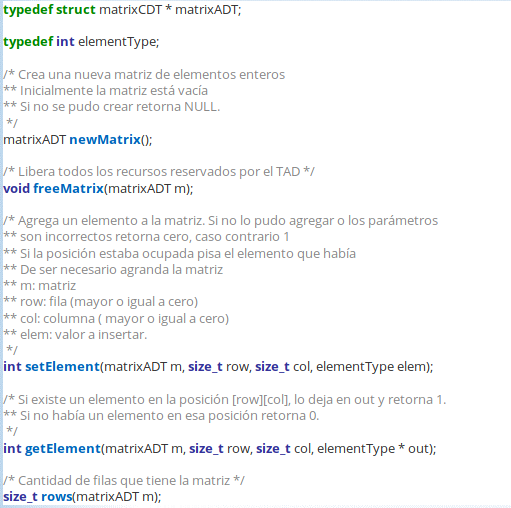 typedef struct matrixCDT * matrixADT;
typedef int elementType;
/* Crea una nueva matriz de elementos enteros
** Inicialmente la matriz está vacía
** Si no se pudo crear retorna NULL.
*/
matrixADT newMatrix();
/* Libera todos los recursos reservados por el TAD */
void freeMatrix(matrixADT m);
/* Agrega un elemento a la matriz. Si no lo pudo agregar o los parámetros
** son incorrectos retorna cero, caso contrario 1
** Si la posición estaba ocupada pisa el elemento que había
** De ser necesario agranda la matriz
** m: matriz
** row: fila (mayor o igual a cero)
** col: columna ( mayor o igual a cero)
** elem: valor a insertar.
*/
int setElement(matrixADT m, size_t row, size_t col, elementType elem);
/* Si existe un elemento en la posición [row][col], lo deja en out y retorna 1.
** Si no había un elemento en esa posición retorna 0.
*/
int getElement(matrixADT m, size_t row, size_t col, elementType * out);
/* Cantidad de filas que tiene la matriz */
size_t rows(matrixADT m);